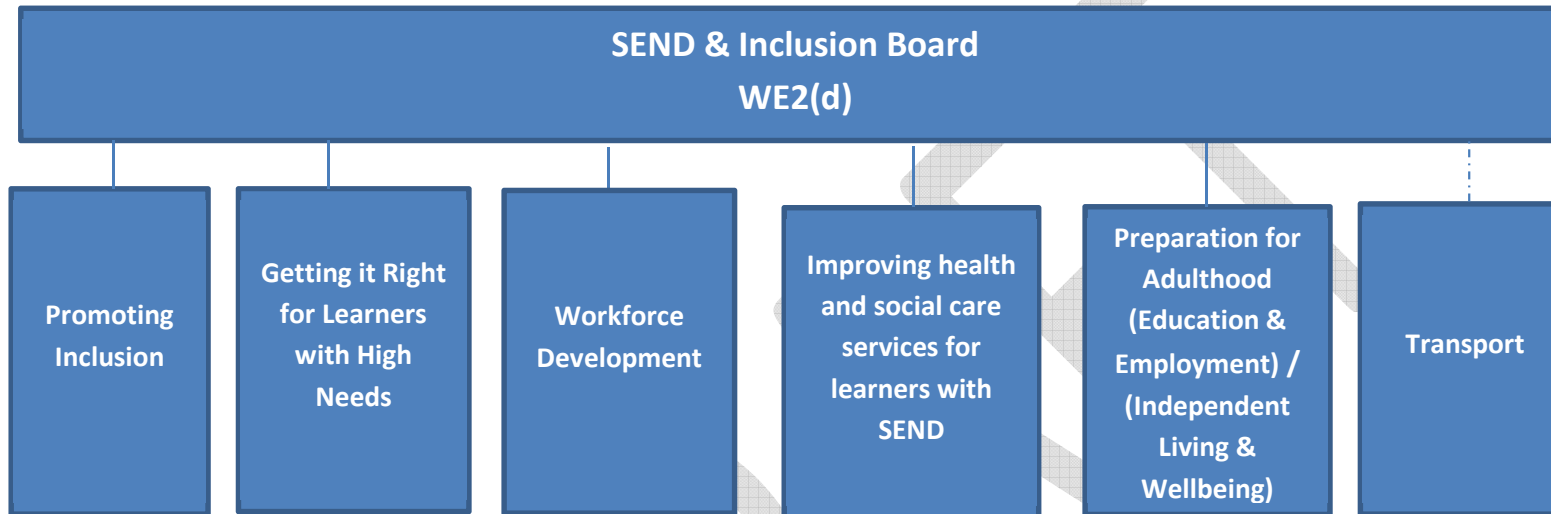 SEND & Inclusion Board
WE2(d)
Promoting
Inclusion
Getting it Right
for Learners
with High
Needs
Workforce
Development
Improving health
and social care
services for
learners with
SEND
Preparation for
Adulthood
(Education &
Employment) /
(Independent
Living &
Wellbeing)
Transport